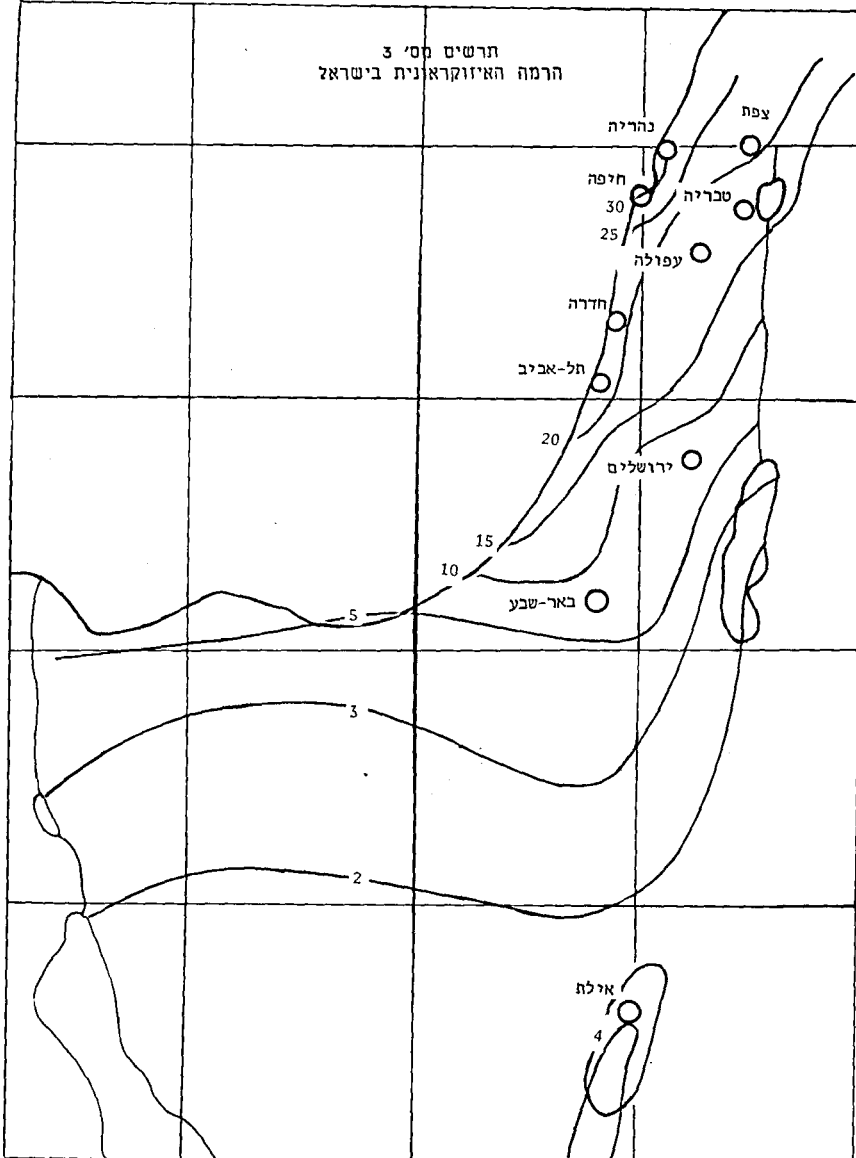 תרשים מס' 3
הרמה האיזוקראונית בישראל
צפת
נהריה
חיפה
טבריה
30
25
עפולה
חדרה
תל-אביב
20
ירושלים
15
10
באר-שבע
5
3
2
אילת
4